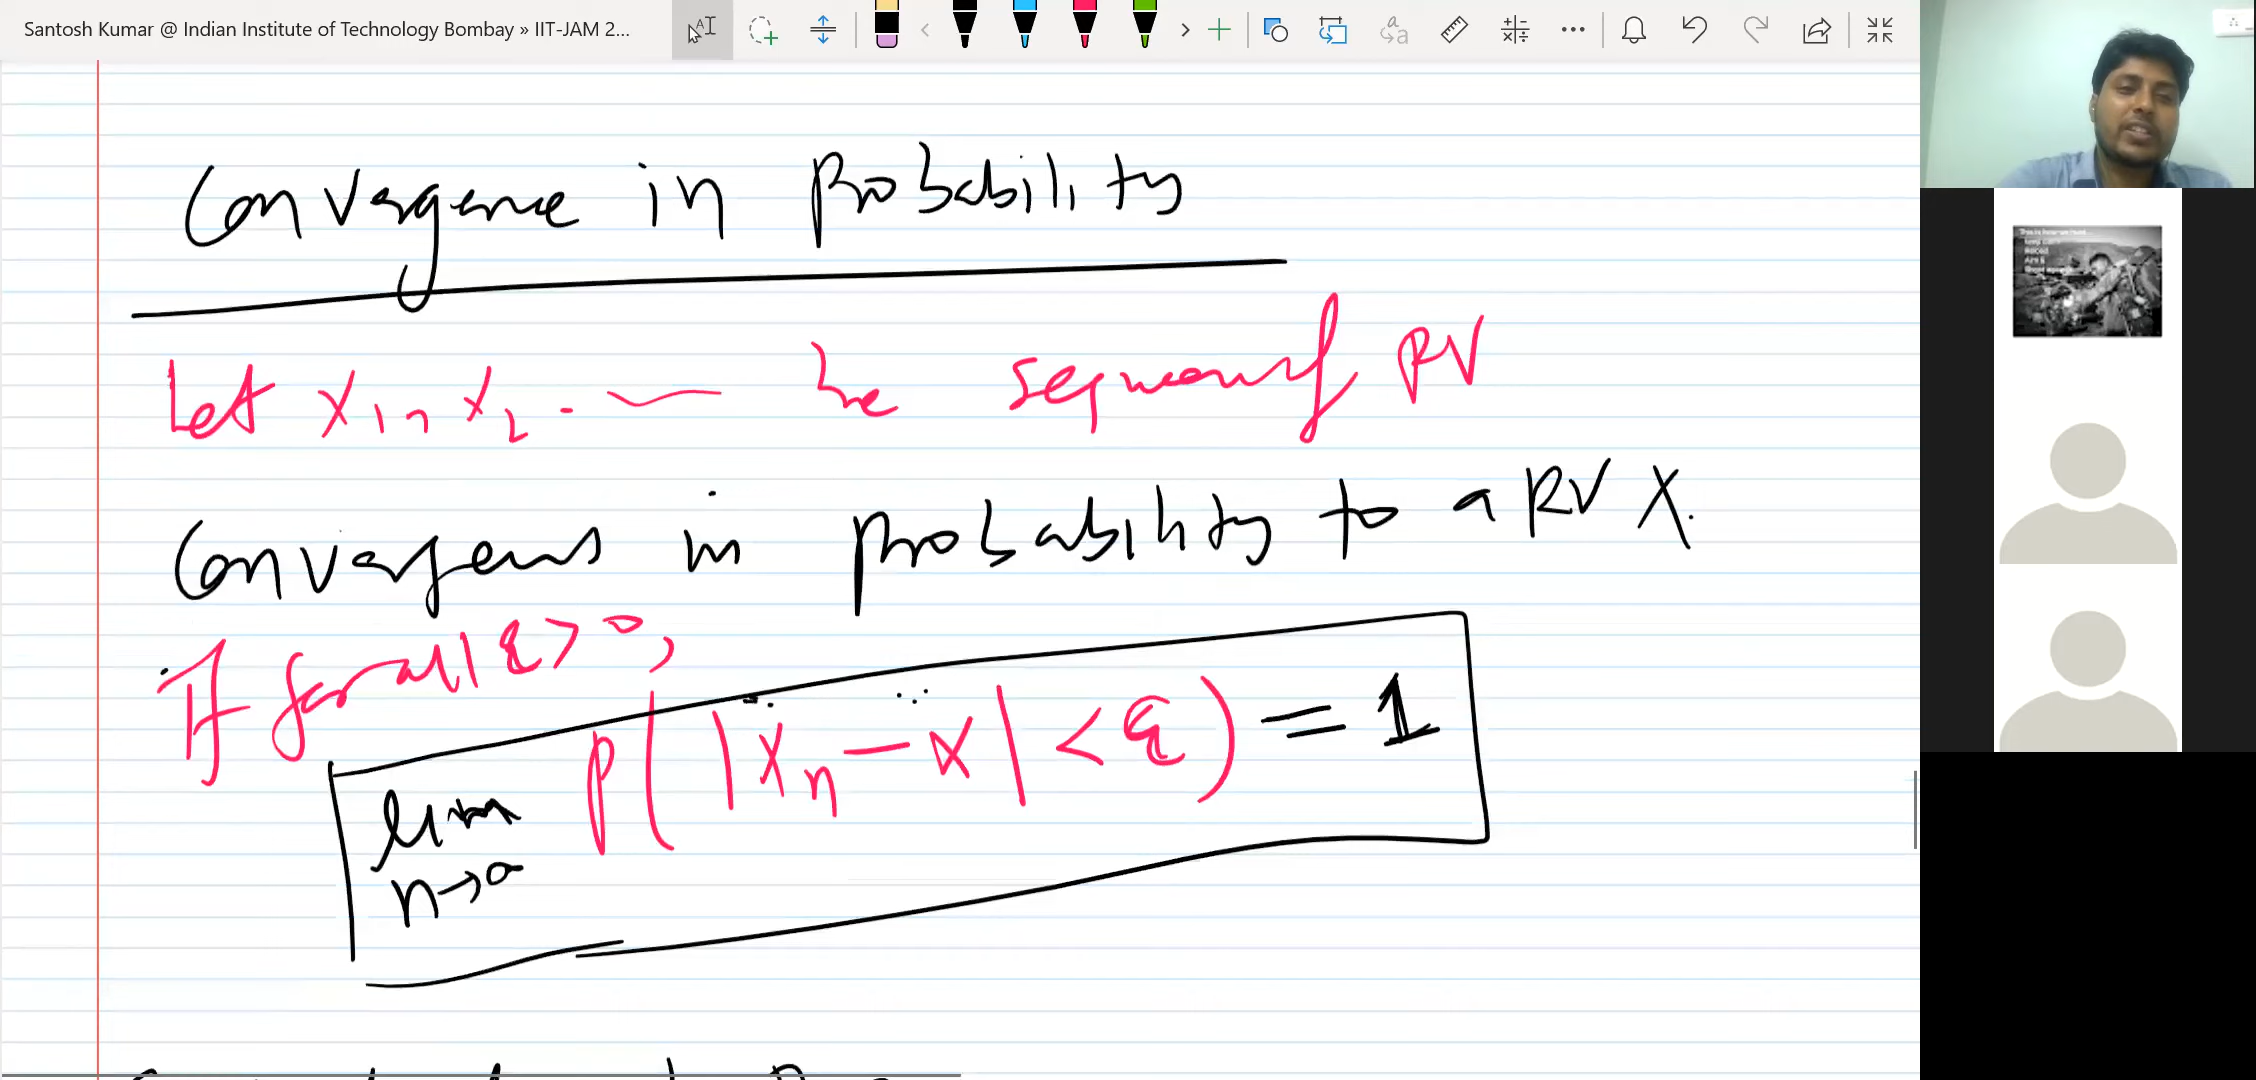 Santosh Kumar @ Indian Institute of Technology Bombay » IIT-JAM 2...
Convergence in Probability
Let X1, X2. — be sequence of RV
Convergens in probability to a RV X.
If for all ε > 0,
lim n→∞ P( |Xn − X| < ε ) = 1